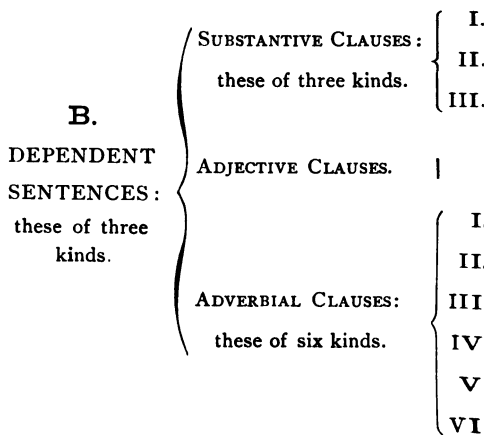 B.
DEPENDENT
SENTENCES:
these of three
kinds.
SUBSTANTIVE CLAUSES:
these of three kinds.
I.
II.
III.
ADJECTIVE CLAUSES.
ADVERBIAL CLAUSES:
these of six kinds.
I.
II.
III
IV
V
VI